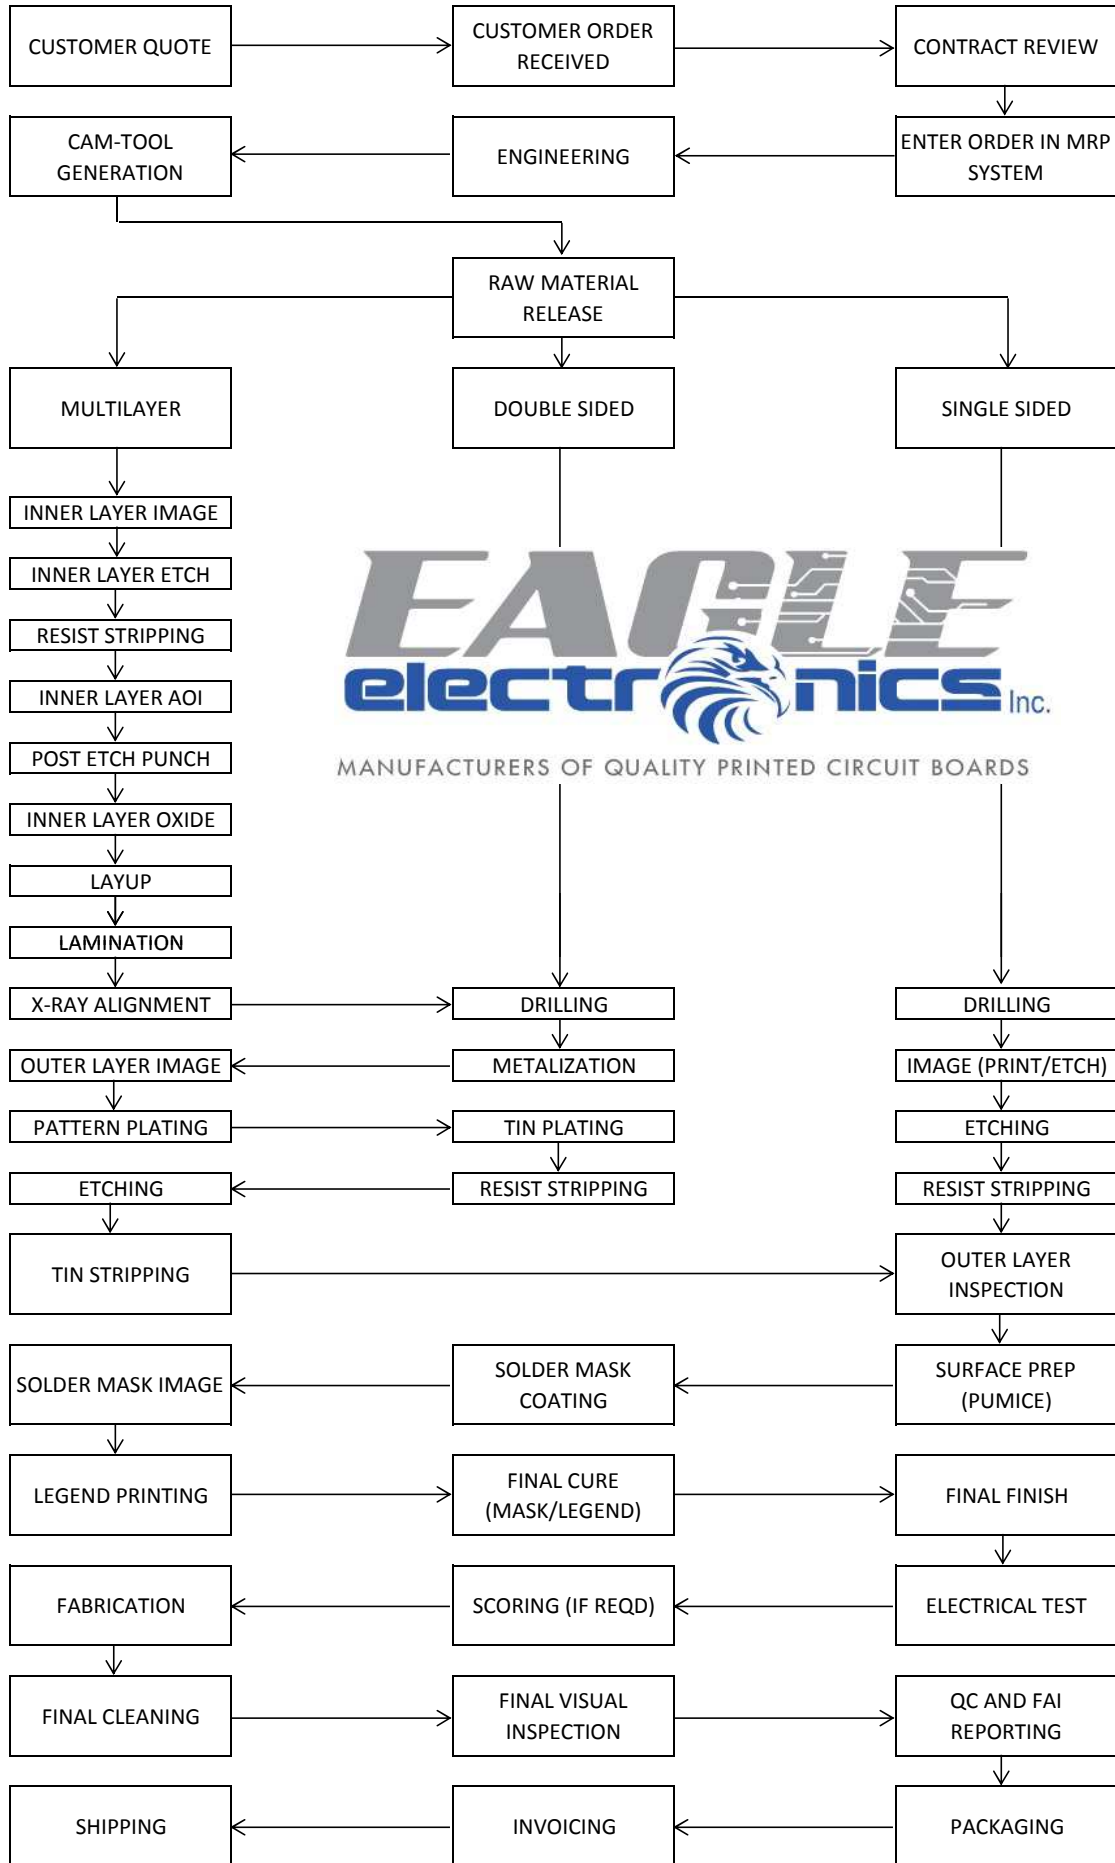 CUSTOMER QUOTE
CUSTOMER ORDER
RECEIVED
CONTRACT REVIEW
CAM-TOOL
GENERATION
ENGINEERING
ENTER ORDER IN MRP
SYSTEM
RAW MATERIAL
RELEASE
MULTILAYER
DOUBLE SIDED
SINGLE SIDED
INNER LAYER IMAGE
INNER LAYER ETCH
RESIST STRIPPING
INNER LAYER AOI
POST ETCH PUNCH
INNER LAYER OXIDE
LAYUP
LAMINATION
EAGLE
electronics Inc.
MANUFACTURERS OF QUALITY PRINTED CIRCUIT BOARDS
X-RAY ALIGNMENT
DRILLING
DRILLING
OUTER LAYER IMAGE
METALIZATION
IMAGE (PRINT/ETCH)
PATTERN PLATING
TIN PLATING
ETCHING
ETCHING
RESIST STRIPPING
RESIST STRIPPING
TIN STRIPPING
OUTER LAYER
INSPECTION
SOLDER MASK IMAGE
SOLDER MASK
COATING
SURFACE PREP
(PUMICE)
LEGEND PRINTING
FINAL CURE
(MASK/LEGEND)
FINAL FINISH
FABRICATION
SCORING (IF REQD)
ELECTRICAL TEST
FINAL CLEANING
FINAL VISUAL
INSPECTION
QC AND FAI
REPORTING
SHIPPING
INVOICING
PACKAGING